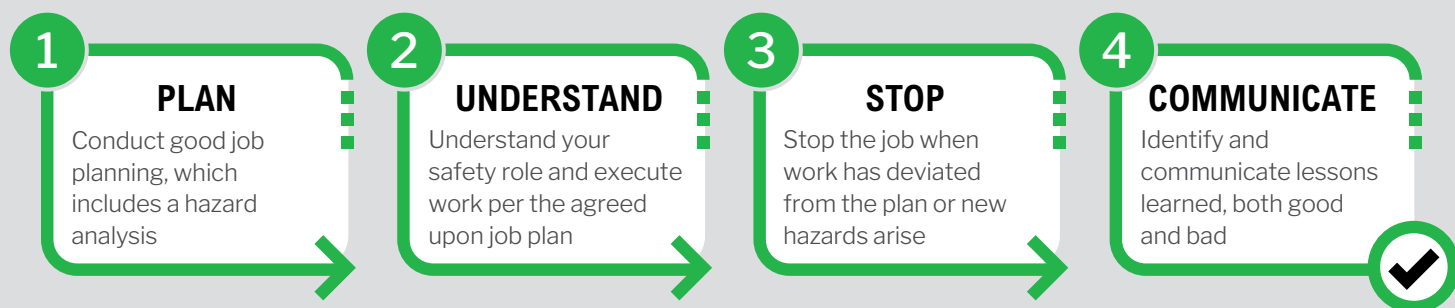 1
PLAN
Conduct good job
planning, which
includes a hazard
analysis
2
UNDERSTAND
Understand your
safety role and execute
work per the agreed
upon job plan
3
STOP
Stop the job when
work has deviated
from the plan or new
hazards arise
4
COMMUNICATE
Identify and
communicate lessons
learned, both good
and bad